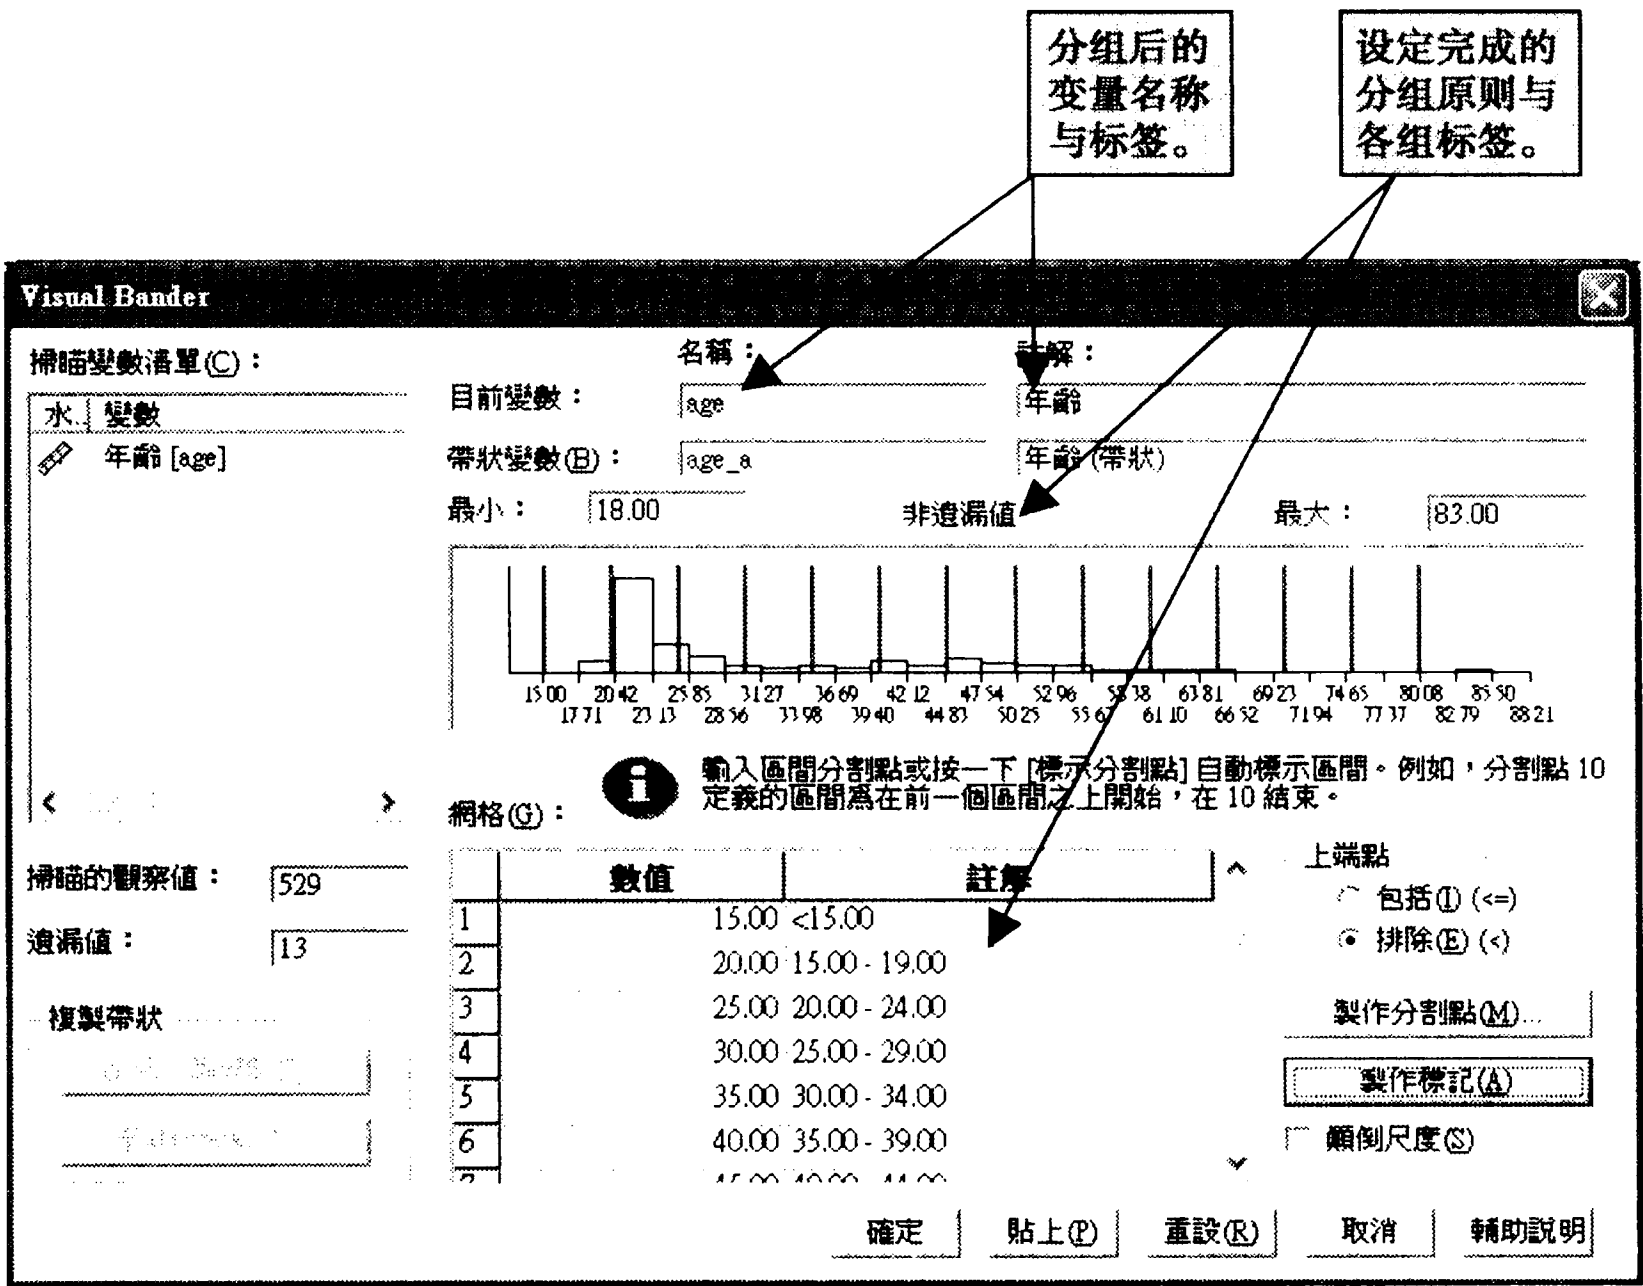 分组后的
变量名称
与标签。
设定完成的
分组原则与
各组标签。
Visual Bander
掃瞄變數清單(C)：
水.. 變數
年齡 [age]
名稱： 註解：
目前變數： age 年齡
帶狀變數(B)： age_a 年齡 (帶狀)
最小： 18.00 非遺漏值 最大： 83.00
15.00 20.42 25.85 31.27 36.69 42.12 47.54 52.96 58.38 63.81 69.23 74.65 80.08 85.50
17.71 23.13 28.56 33.98 39.40 44.83 50.25 55.67 61.10 66.52 71.94 77.37 82.79 88.21
輸入區間分割點或按一下 [標示分割點] 自動標示區間。例如，分割點 10
定義的區間為在前一個區間之上開始，在 10 結束。
網格(G)：
掃瞄的觀察值： 529
遺漏值： 13
複製帶狀
數值 註解
1 15.00 <15.00
2 20.00 15.00 - 19.00
3 25.00 20.00 - 24.00
4 30.00 25.00 - 29.00
5 35.00 30.00 - 34.00
6 40.00 35.00 - 39.00
上端點
包括(I) (<=)
排除(E) (<)
製作分割點(M)...
製作標記(A)
顛倒尺度(S)
確定 貼上(P) 重設(R) 取消 輔助說明